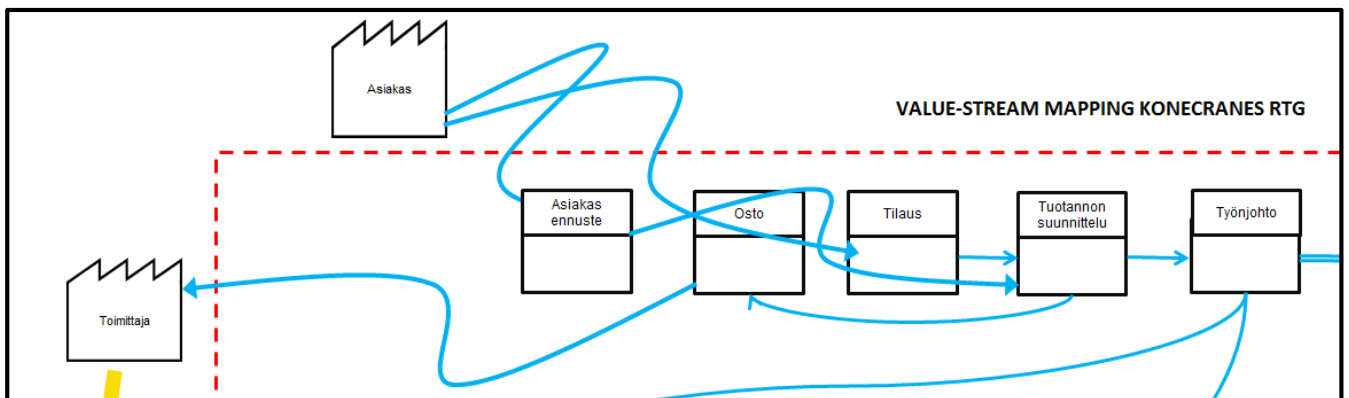 Asiakas
VALUE-STREAM MAPPING KONECRANES RTG
Asiakas
ennuste
Osto
Tilaus
Tuotannon
suunnittelu
Työnjohto
Toimittaja